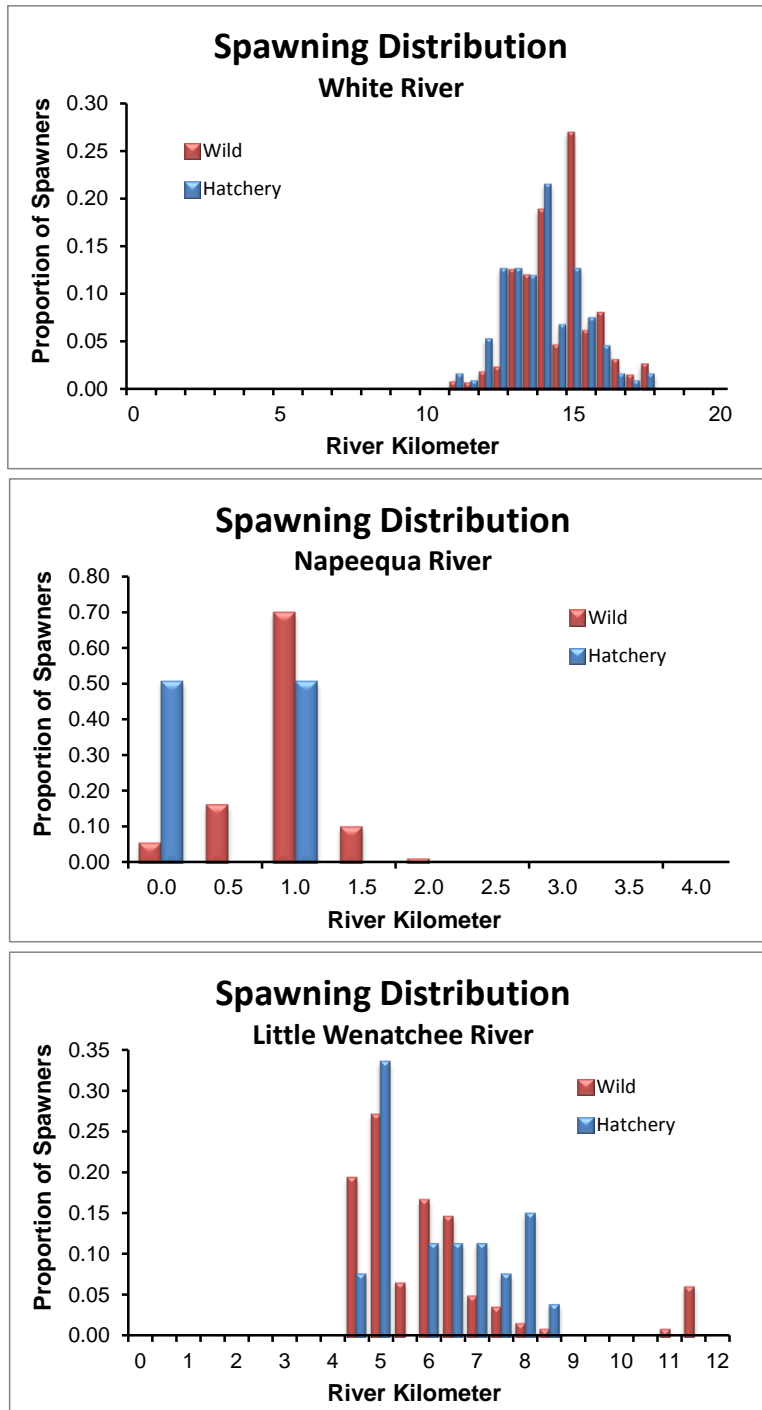 Spawning Distribution
White River
Proportion of Spawners
0.30
0.25
0.20
0.15
0.10
0.05
0.00
Wild
Hatchery
0 5 10 15 20
River Kilometer
Spawning Distribution
Napeequa River
Proportion of Spawners
0.80
0.70
0.60
0.50
0.40
0.30
0.20
0.10
0.00
Wild
Hatchery
0.0 0.5 1.0 1.5 2.0 2.5 3.0 3.5 4.0
River Kilometer
Spawning Distribution
Little Wenatchee River
Proportion of Spawners
0.35
0.30
0.25
0.20
0.15
0.10
0.05
0.00
Wild
Hatchery
0 1 2 3 4 5 6 7 8 9 10 11 12
River Kilometer